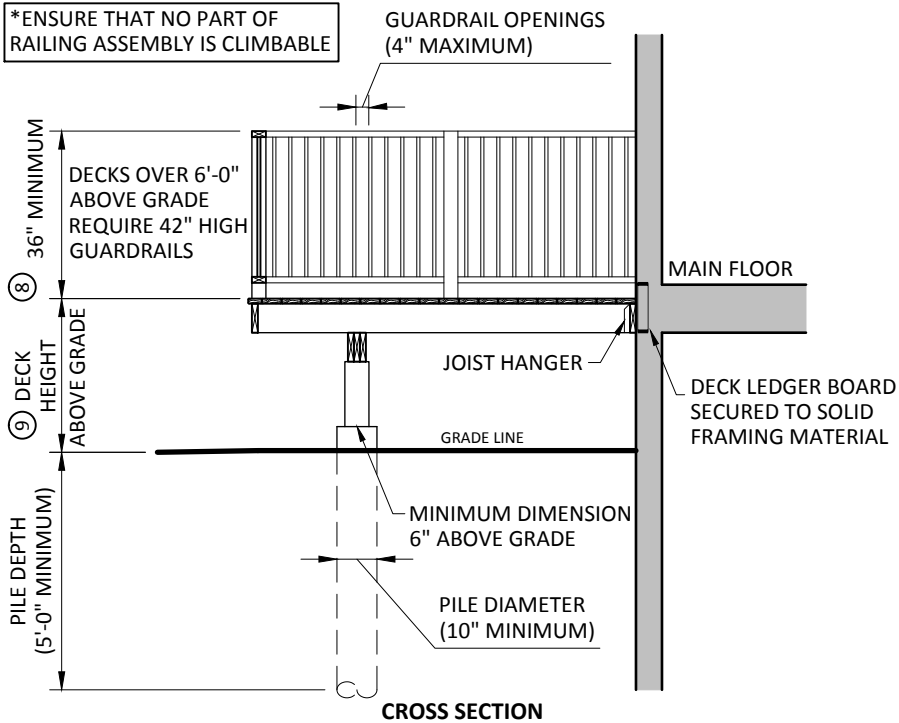 *ENSURE THAT NO PART OF
RAILING ASSEMBLY IS CLIMBABLE
GUARDRAIL OPENINGS
(4" MAXIMUM)
8 36" MINIMUM
DECKS OVER 6'-0"
ABOVE GRADE
REQUIRE 42" HIGH
GUARDRAILS
MAIN FLOOR
9 DECK
HEIGHT
ABOVE GRADE
JOIST HANGER
DECK LEDGER BOARD
SECURED TO SOLID
FRAMING MATERIAL
GRADE LINE
PILE DEPTH
(5'-0" MINIMUM)
MINIMUM DIMENSION
6" ABOVE GRADE
PILE DIAMETER
(10" MINIMUM)
CROSS SECTION